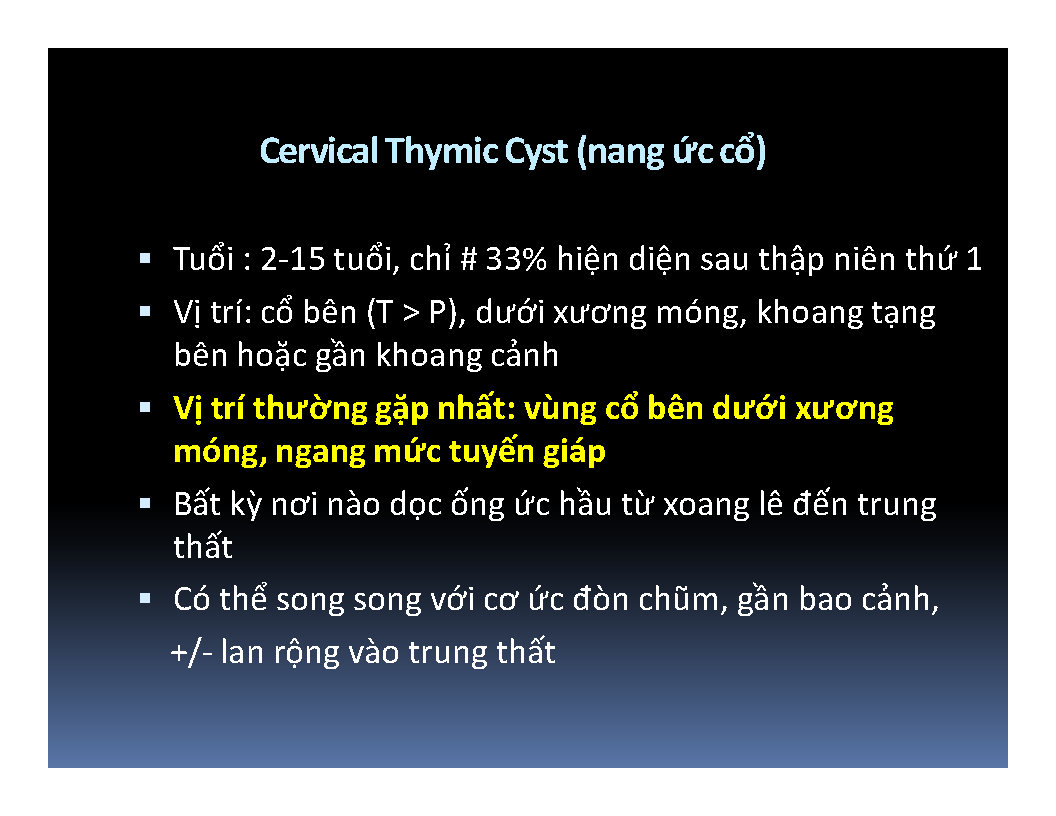 Cervical Thymic Cyst (nang ức cổ)
▪ Tuổi : 2-15 tuổi, chỉ # 33% hiện diện sau thập niên thứ 1
▪ Vị trí: cổ bên (T > P), dưới xương móng, khoang tạng
bên hoặc gần khoang cảnh
▪ Vị trí thường gặp nhất: vùng cổ bên dưới xương
móng, ngang mức tuyến giáp
▪ Bất kỳ nơi nào dọc ống ức hầu từ xoang lê đến trung
thất
▪ Có thể song song với cơ ức đòn chũm, gần bao cảnh,
+/- lan rộng vào trung thất